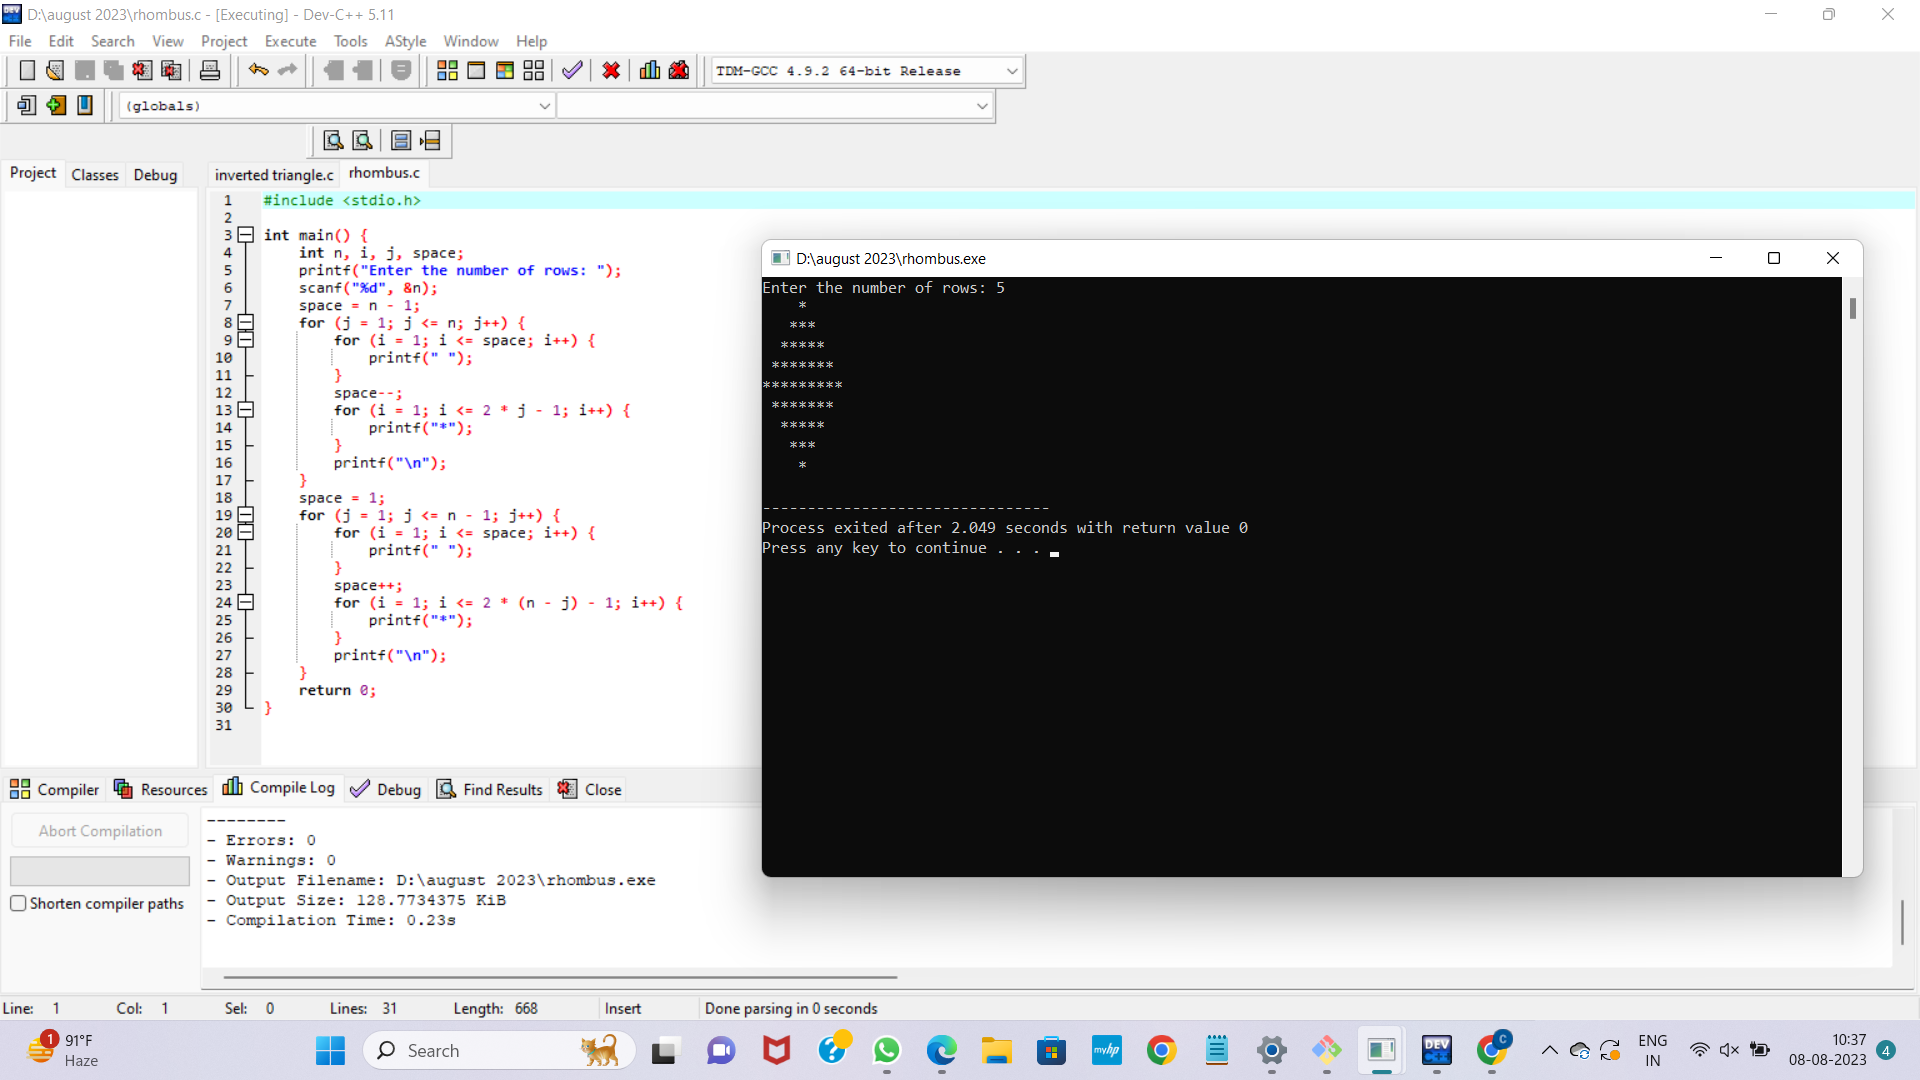 D:\august 2023\rhombus.c - [Executing] - Dev-C++ 5.11
File Edit Search View Project Execute Tools AStyle Window Help
TDM-GCC 4.9.2 64-bit Release
(globals)
Project Classes Debug
inverted triangle.c rhombus.c
1 #include <stdio.h>
2
3 int main() {
4     int n, i, j, space;
5     printf("Enter the number of rows: ");
6     scanf("%d", &n);
7     space = n - 1;
8     for (j = 1; j <= n; j++) {
9         for (i = 1; i <= space; i++) {
10             printf(" ");
11         }
12         space--;
13         for (i = 1; i <= 2 * j - 1; i++) {
14             printf("*");
15         }
16         printf("\n");
17     }
18     space = 1;
19     for (j = 1; j <= n - 1; j++) {
20         for (i = 1; i <= space; i++) {
21             printf(" ");
22         }
23         space++;
24         for (i = 1; i <= 2 * (n - j) - 1; i++) {
25             printf("*");
26         }
27         printf("\n");
28     }
29     return 0;
30 }
31
D:\august 2023\rhombus.exe
Enter the number of rows: 5
    *
   ***
  *****
 *******
*********
 *******
  *****
   ***
    *
--------------------------------
Process exited after 2.049 seconds with return value 0
Press any key to continue . . .
Compiler Resources Compile Log Debug Find Results Close
Abort Compilation
Shorten compiler paths
--------
- Errors: 0
- Warnings: 0
- Output Filename: D:\august 2023\rhombus.exe
- Output Size: 128.7734375 KiB
- Compilation Time: 0.23s
Line: 1 Col: 1 Sel: 0 Lines: 31 Length: 668 Insert Done parsing in 0 seconds
1
91°F
Haze
Search
myhp
DEV
C
ENG
IN
10:37
08-08-2023
4